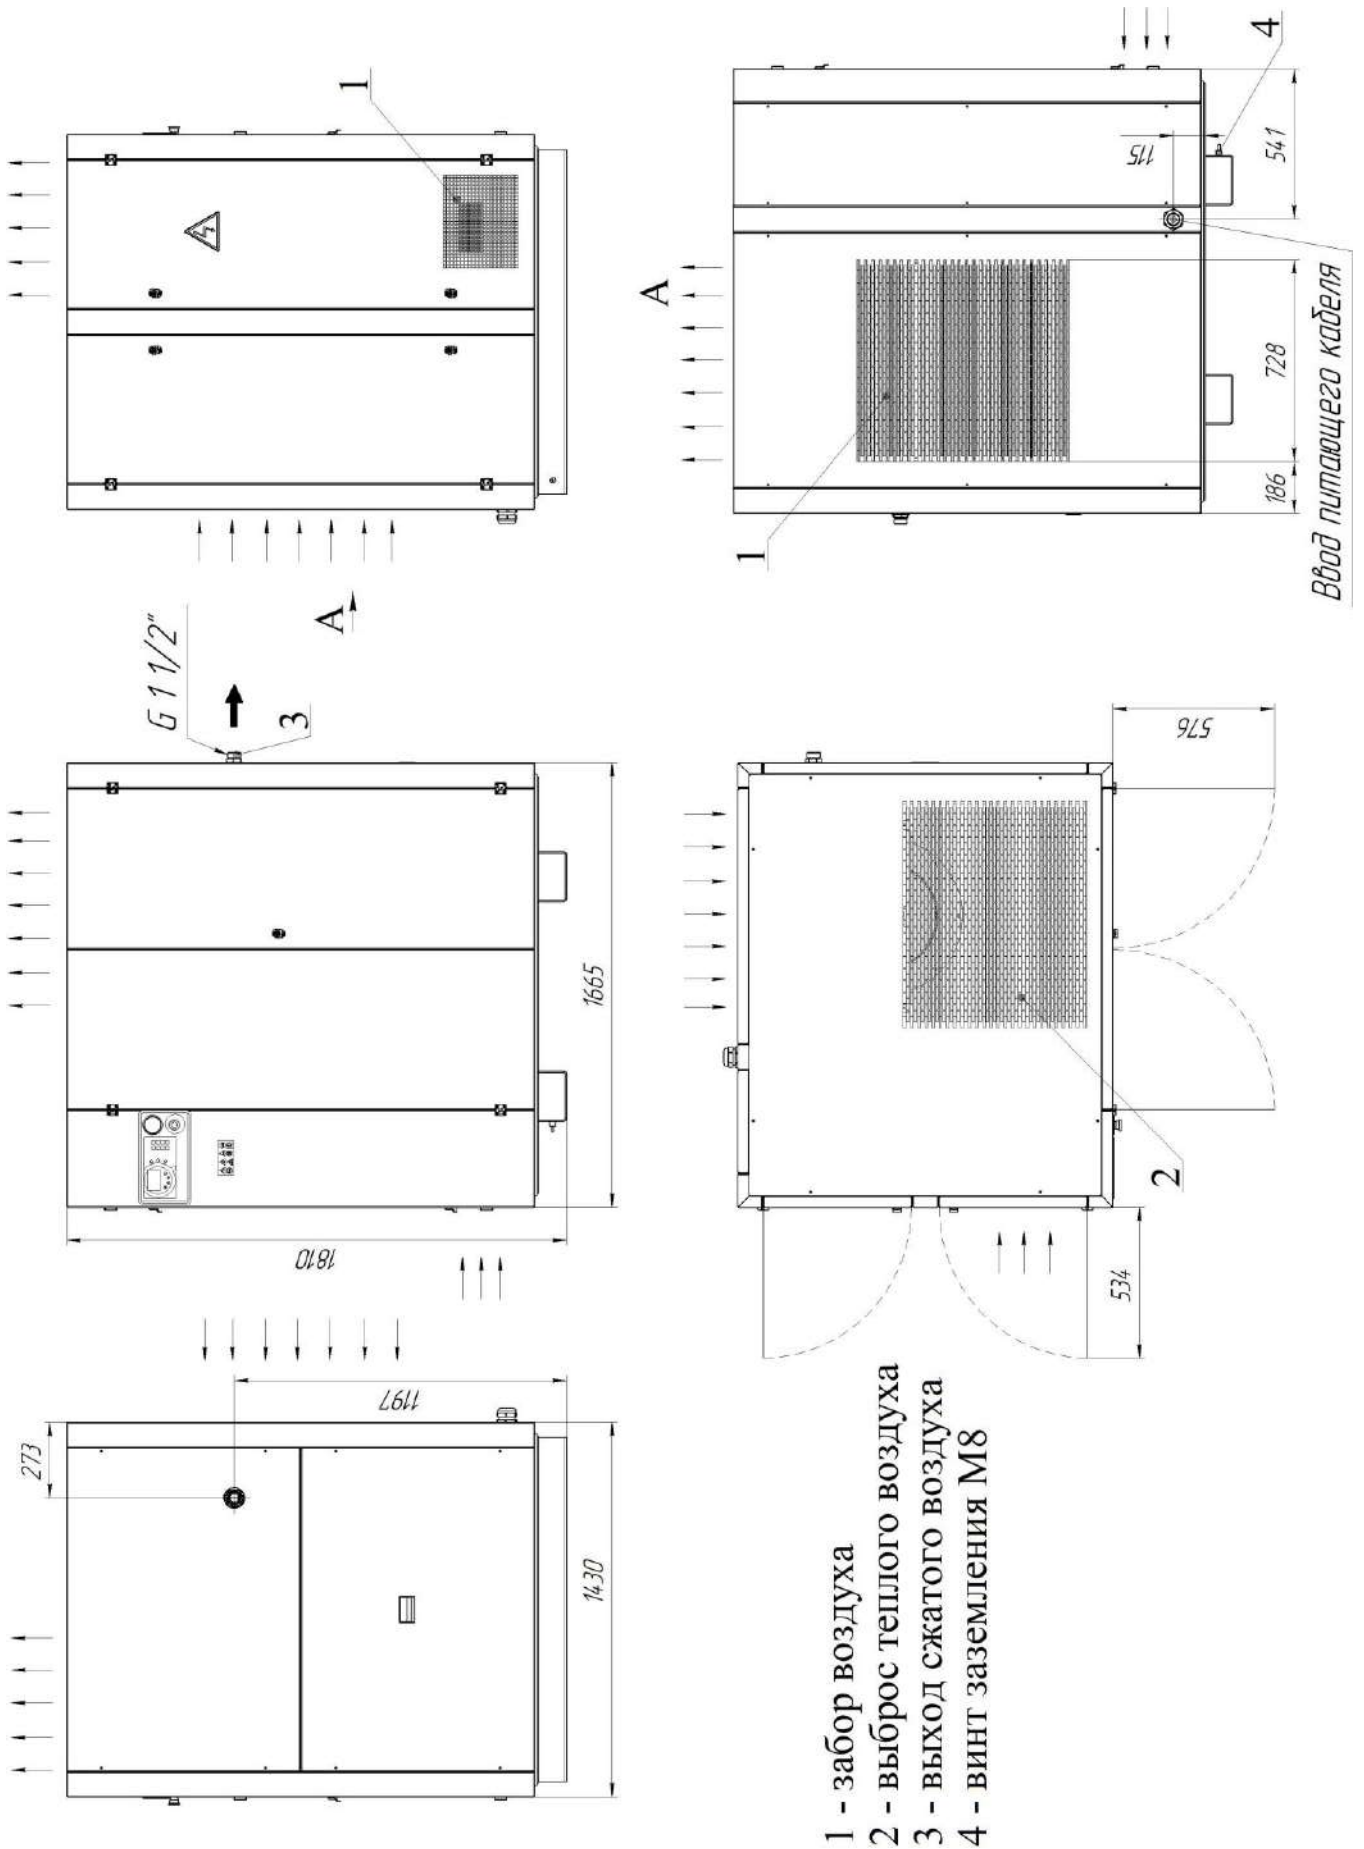 273
1197
1430
1810
1665
G 1 1/2"
3
А
1
1 - забор воздуха
2 - выброс теплого воздуха
3 - выход сжатого воздуха
4 - винт заземления М8
534
2
576
А
1
186
728
541
115
4
Ввод питающего кабеля